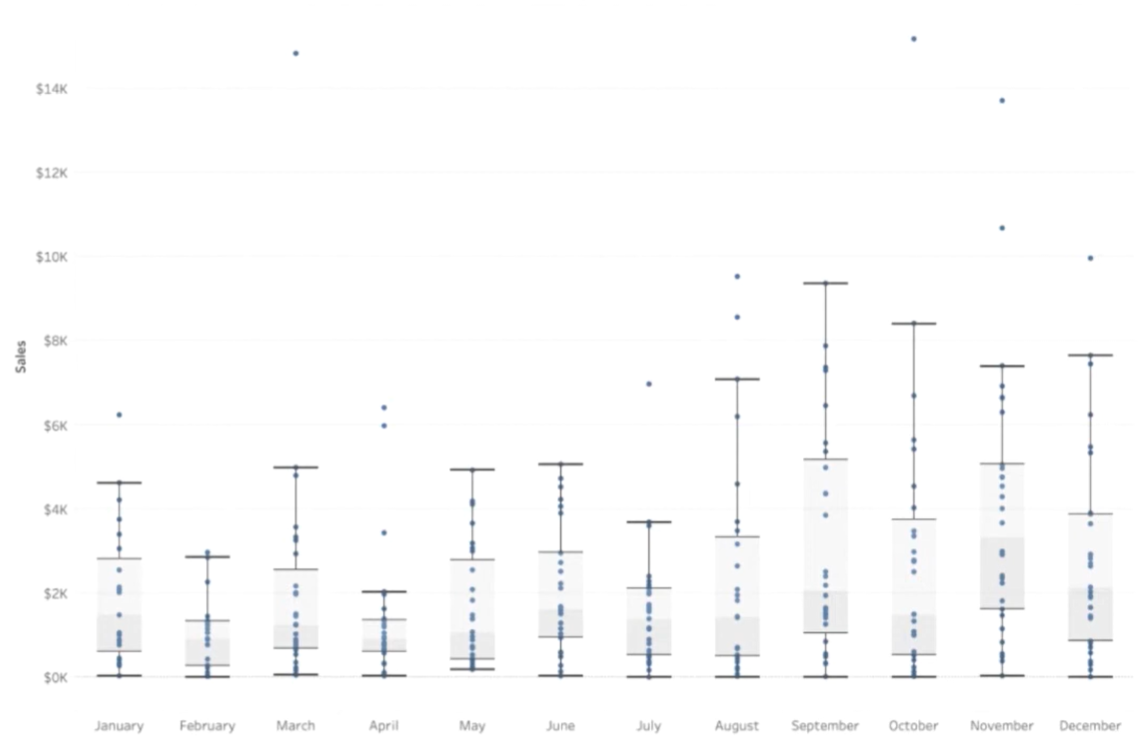 $14K
$12K
$10K
$8K
Sales
$6K
$4K
$2K
$0K
January February March April May June July August September October November December